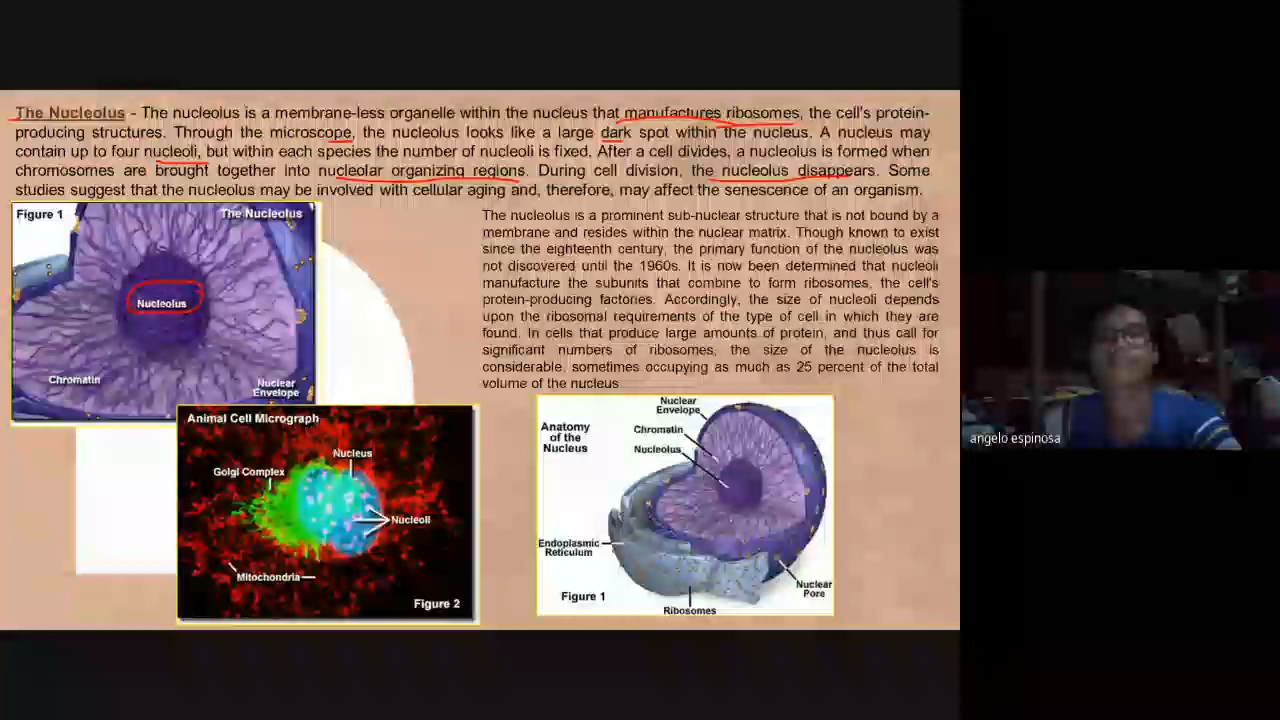 The Nucleolus - The nucleolus is a membrane-less organelle within the nucleus that manufactures ribosomes, the cell's protein-
producing structures. Through the microscope, the nucleolus looks like a large dark spot within the nucleus. A nucleus may
contain up to four nucleoli, but within each species the number of nucleoli is fixed. After a cell divides, a nucleolus is formed when
chromosomes are brought together into nucleolar organizing regions. During cell division, the nucleolus disappears. Some
studies suggest that the nucleolus may be involved with cellular aging and, therefore, may affect the senescence of an organism.
Figure 1
The Nucleolus
Nucleolus
Chromatin
Nuclear
Envelope
The nucleolus is a prominent sub-nuclear structure that is not bound by a
membrane and resides within the nuclear matrix. Though known to exist
since the eighteenth century, the primary function of the nucleolus was
not discovered until the 1960s. It is now been determined that nucleoli
manufacture the subunits that combine to form ribosomes, the cell's
protein-producing factories. Accordingly, the size of nucleoli depends
upon the ribosomal requirements of the type of cell in which they are
found. In cells that produce large amounts of protein, and thus call for
significant numbers of ribosomes, the size of the nucleolus is
considerable, sometimes occupying as much as 25 percent of the total
volume of the nucleus
Animal Cell Micrograph
Nucleus
Golgi Complex
Nucleoli
Mitochondria
Figure 2
Anatomy
of the
Nucleus
Nuclear
Envelope
Chromatin
Nucleolus
Endoplasmic
Reticulum
Nuclear
Pore
Figure 1
Ribosomes
angelo espinosa